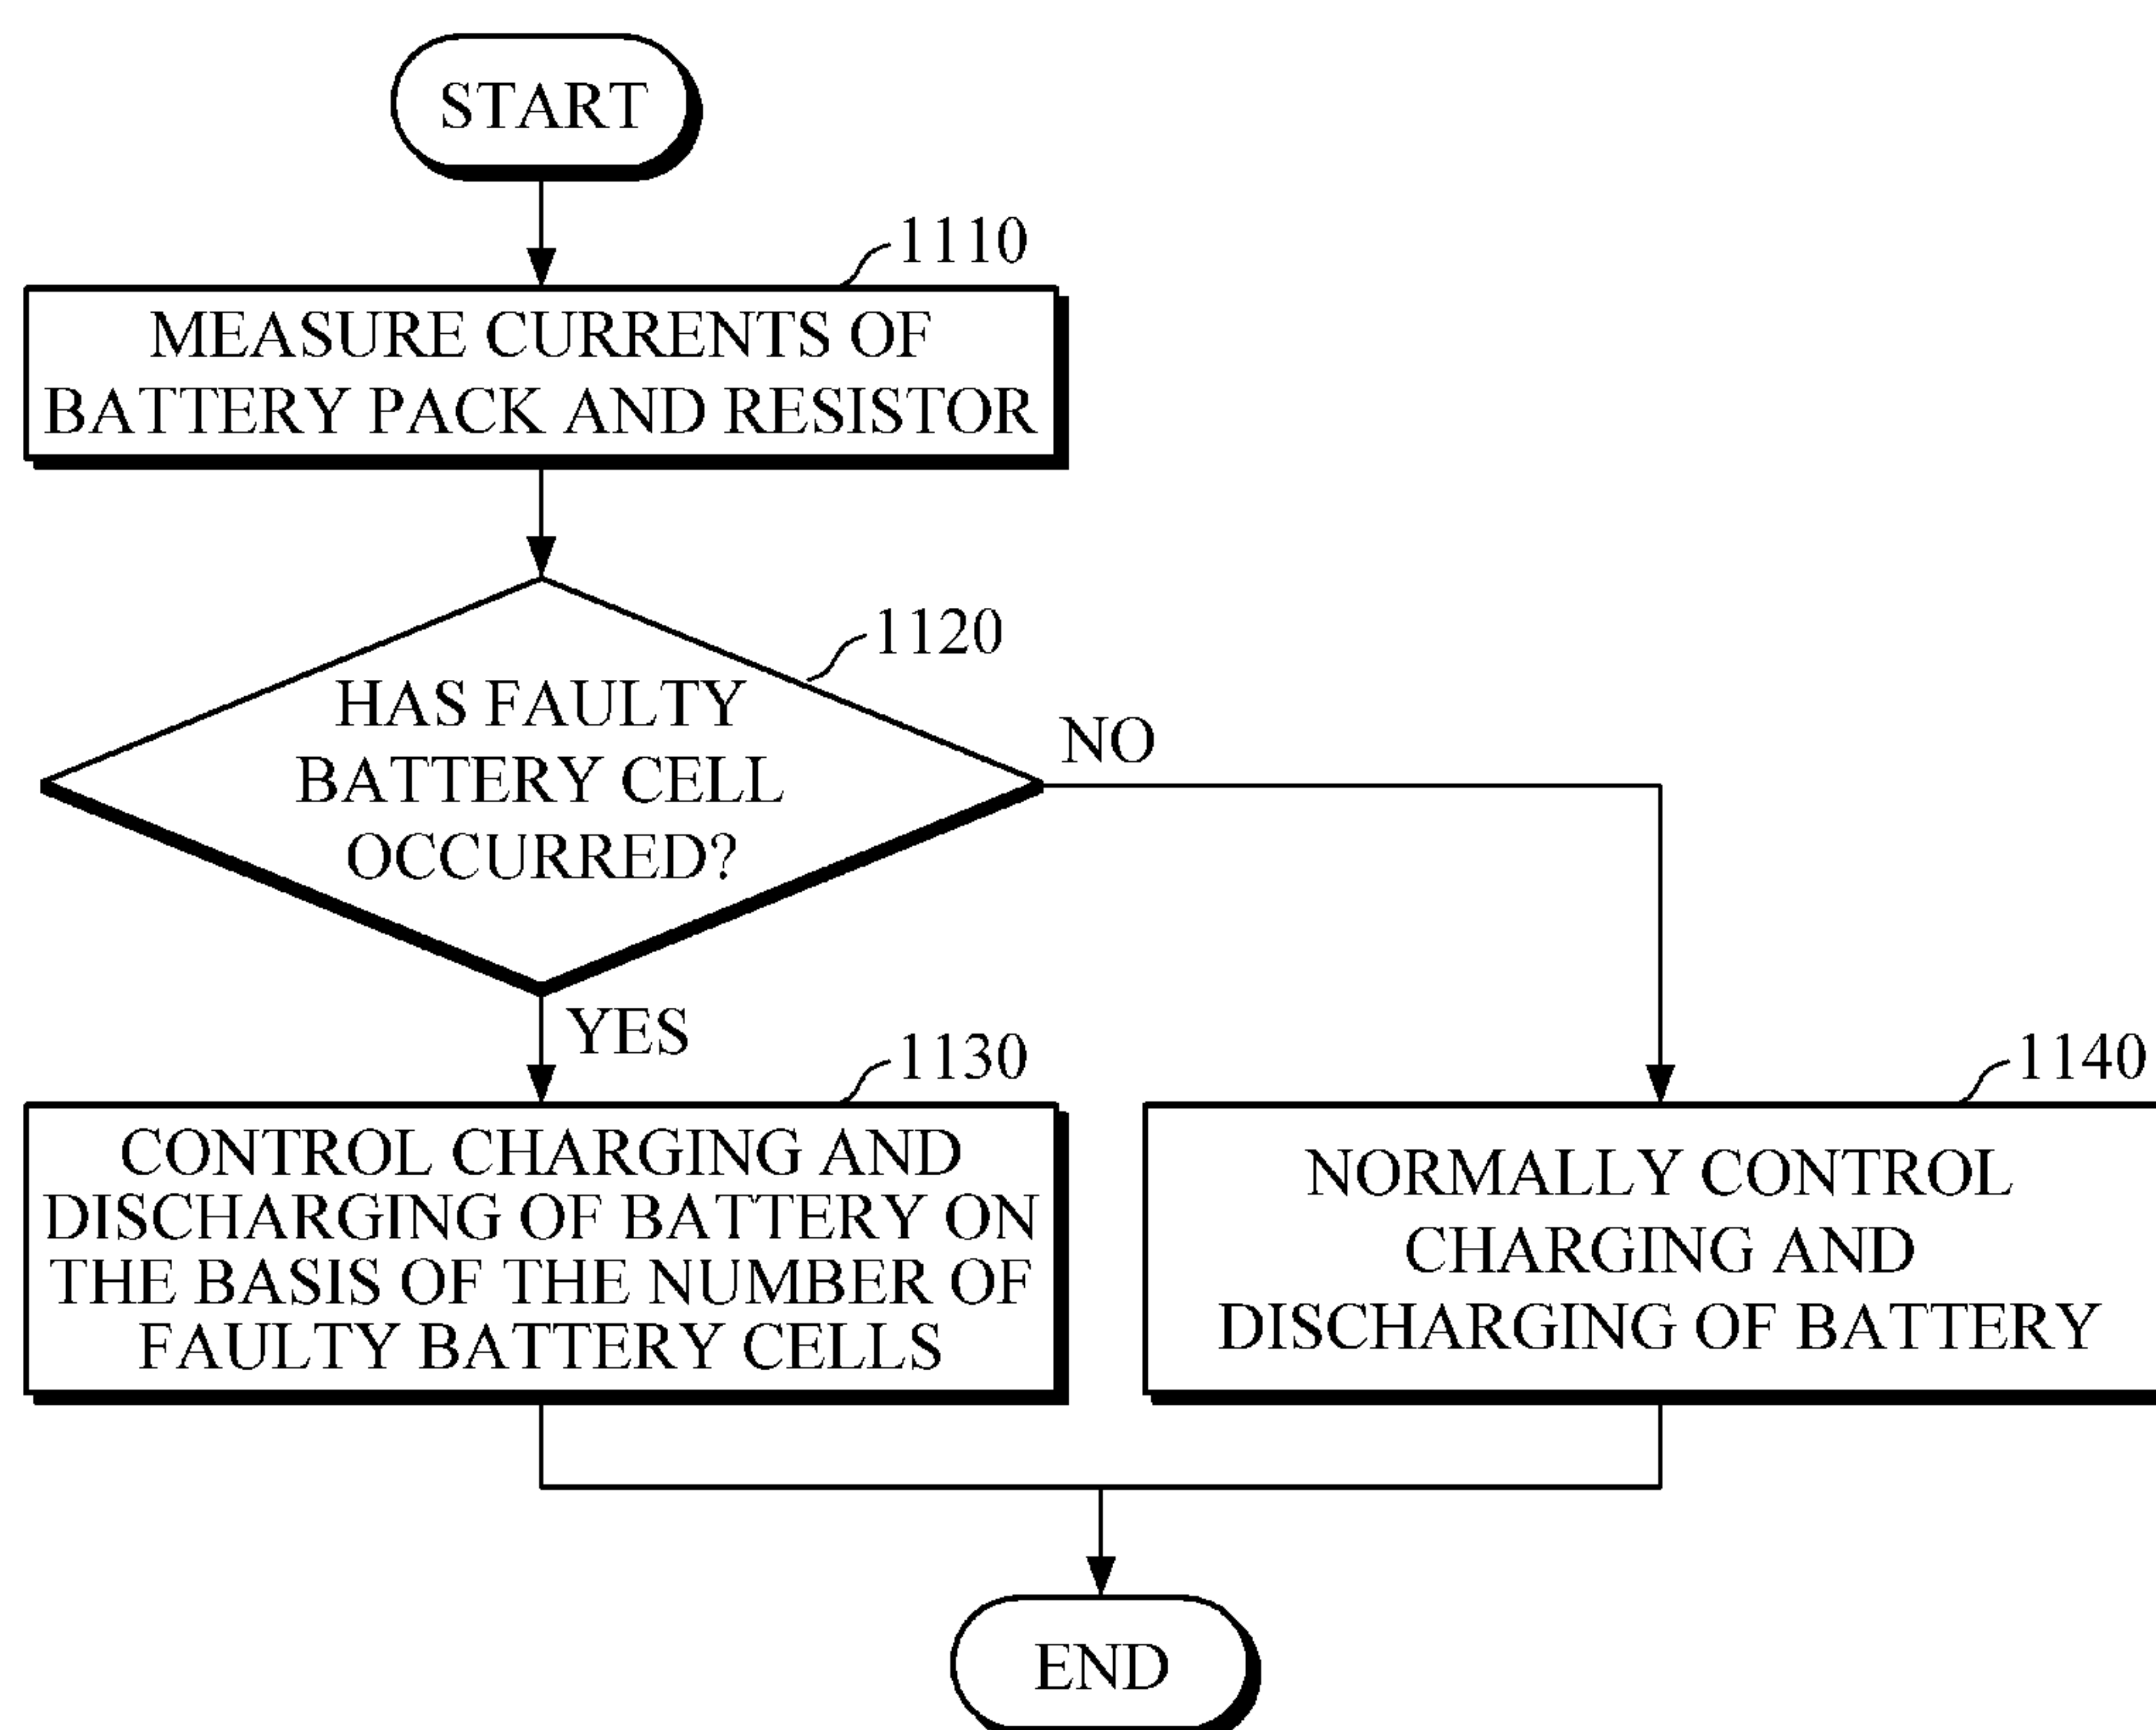 START
1110
MEASURE CURRENTS OF
BATTERY PACK AND RESISTOR
1120
HAS FAULTY
BATTERY CELL
OCCURRED?
NO
YES
1130
CONTROL CHARGING AND
DISCHARGING OF BATTERY ON
THE BASIS OF THE NUMBER OF
FAULTY BATTERY CELLS
1140
NORMALLY CONTROL
CHARGING AND
DISCHARGING OF BATTERY
END